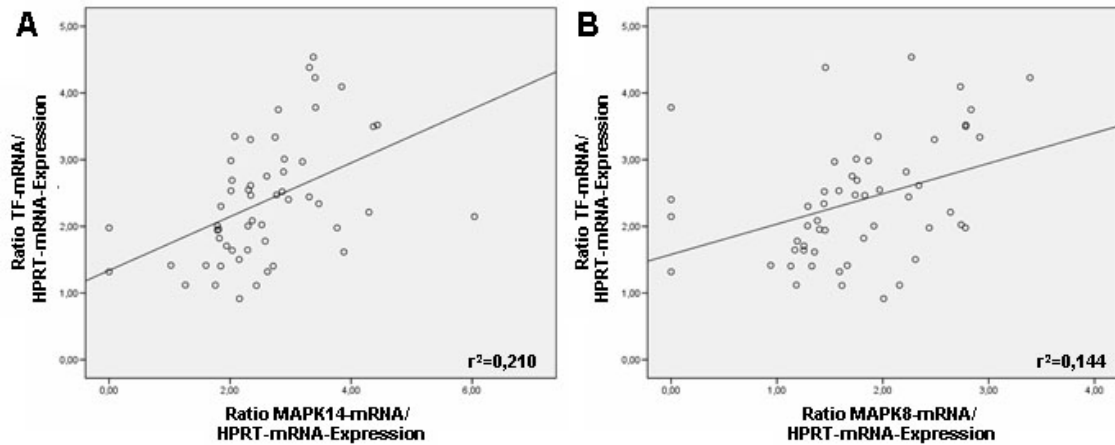 A
Ratio TF-mRNA/
HPRT-mRNA-Expression
5,00
4,00
3,00
2,00
1,00
0,00
0,00
2,00
4,00
6,00
r²=0,210
Ratio MAPK14-mRNA/
HPRT-mRNA-Expression
B
Ratio TF-mRNA/
HPRT-mRNA-Expression
5,00
4,00
3,00
2,00
1,00
0,00
0,00
1,00
2,00
3,00
4,00
r²=0,144
Ratio MAPK8-mRNA/
HPRT-mRNA-Expression